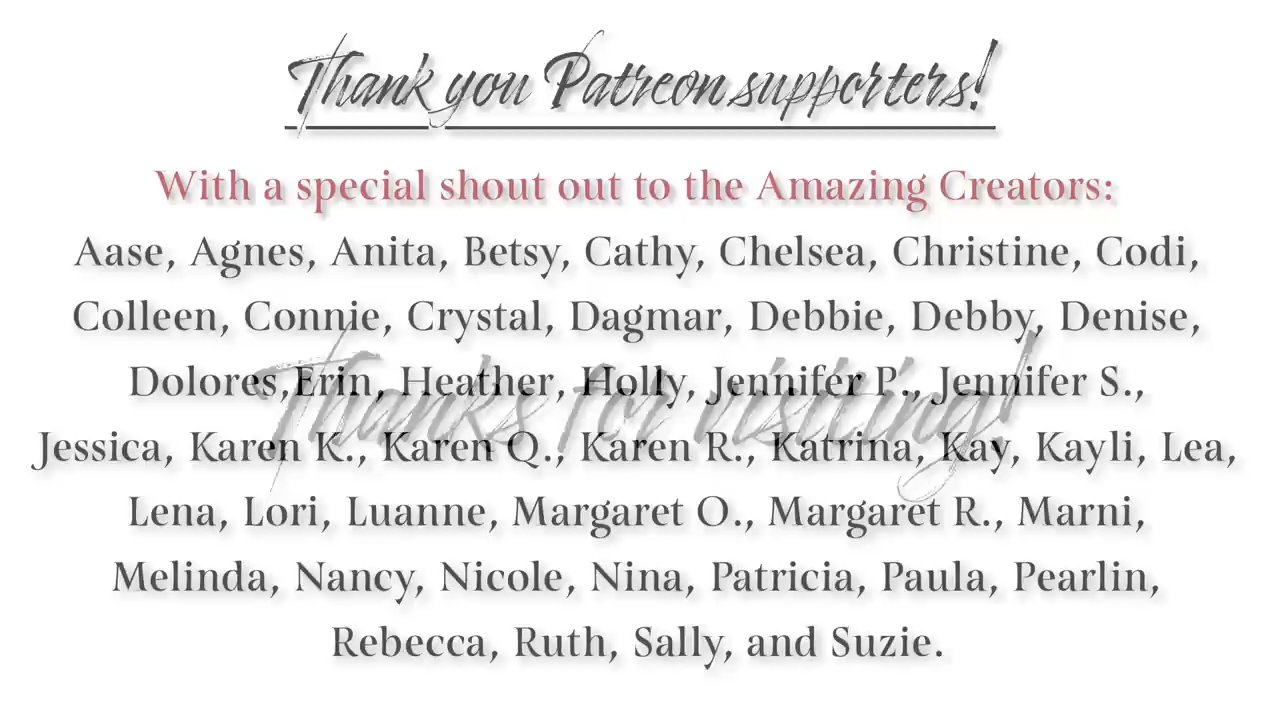 Thank you Patreon supporters!
With a special shout out to the Amazing Creators:
Aase, Agnes, Anita, Betsy, Cathy, Chelsea, Christine, Codi,
Colleen, Connie, Crystal, Dagmar, Debbie, Debby, Denise,
Dolores,Erin, Heather, Holly, Jennifer P., Jennifer S.,
Thanks for visiting!
Jessica, Karen K., Karen Q., Karen R., Katrina, Kay, Kayli, Lea,
Lena, Lori, Luanne, Margaret O., Margaret R., Marni,
Melinda, Nancy, Nicole, Nina, Patricia, Paula, Pearlin,
Rebecca, Ruth, Sally, and Suzie.